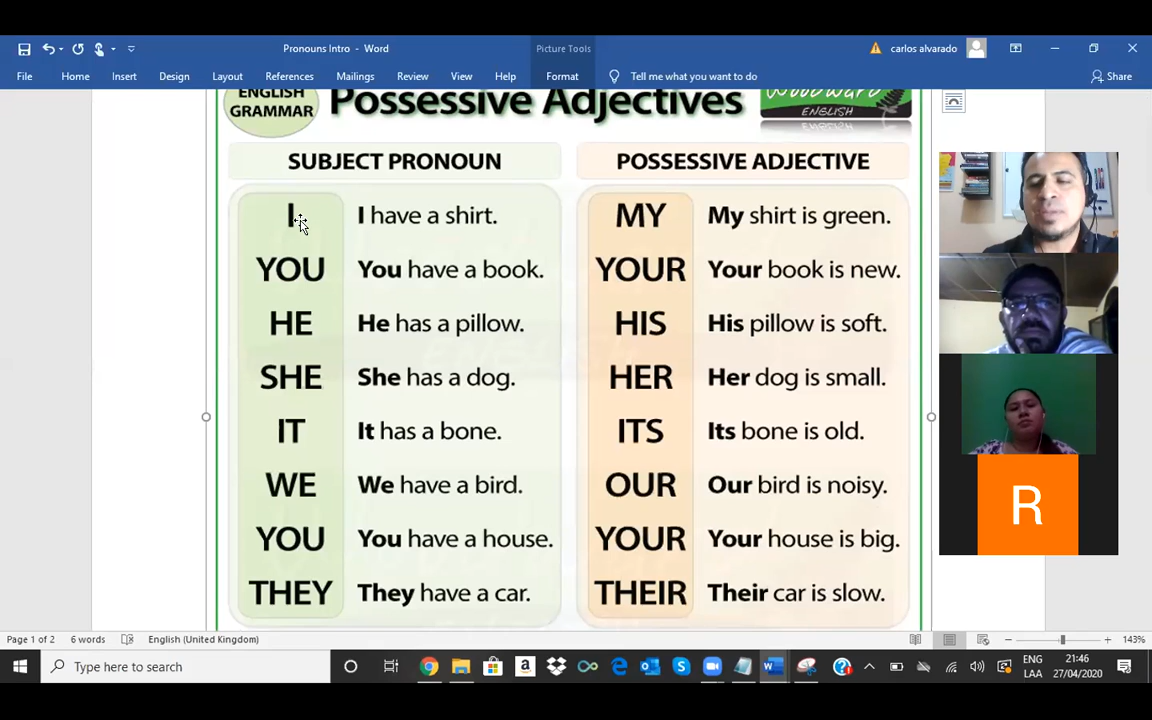 Pronouns Intro - Word
Picture Tools
carlos alvarado
File Home Insert Design Layout References Mailings Review View Help Format Tell me what you want to do Share
ENGLISH
GRAMMAR
Possessive Adjectives
Woodward
ENGLISH
SUBJECT PRONOUN POSSESSIVE ADJECTIVE
I I have a shirt. MY My shirt is green.
YOU You have a book. YOUR Your book is new.
HE He has a pillow. HIS His pillow is soft.
SHE She has a dog. HER Her dog is small.
IT It has a bone. ITS Its bone is old.
WE We have a bird. OUR Our bird is noisy.
YOU You have a house. YOUR Your house is big.
THEY They have a car. THEIR Their car is slow.
R
Page 1 of 2 6 words English (United Kingdom) 143%
Type here to search
ENG 21:46
LAA 27/04/2020